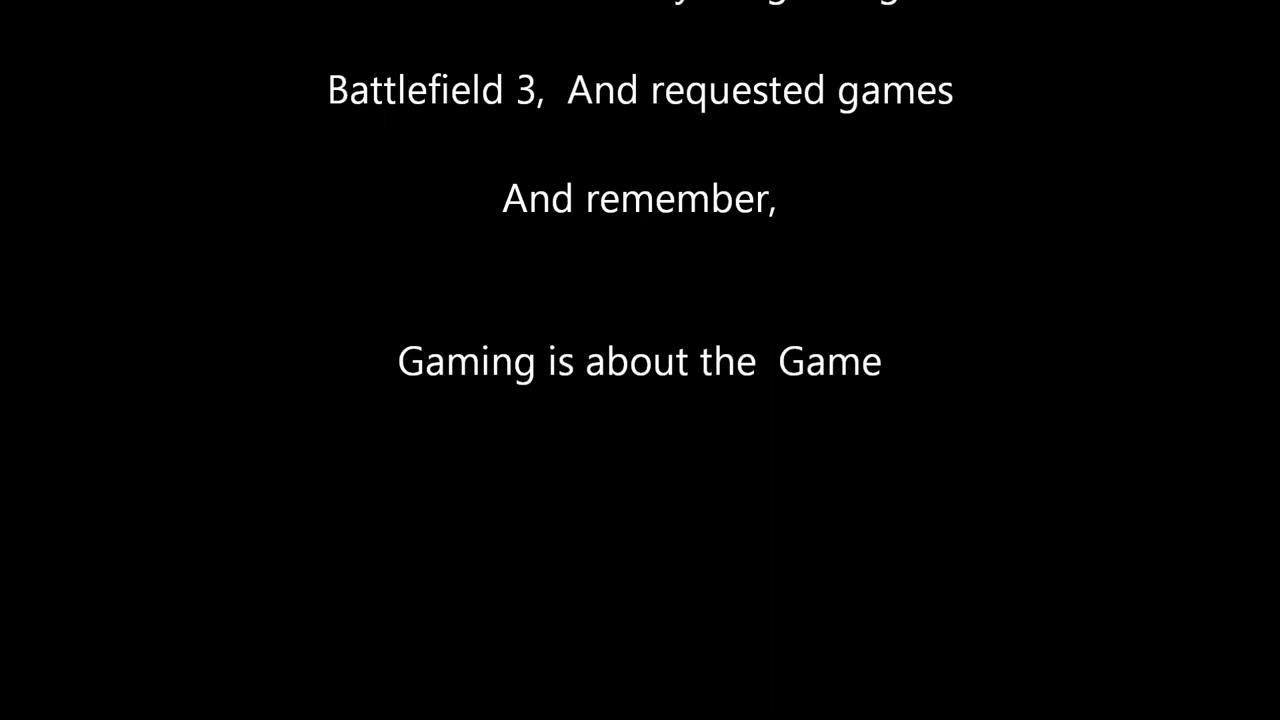 Battlefield 3,  And requested games
And remember,
Gaming is about the  Game